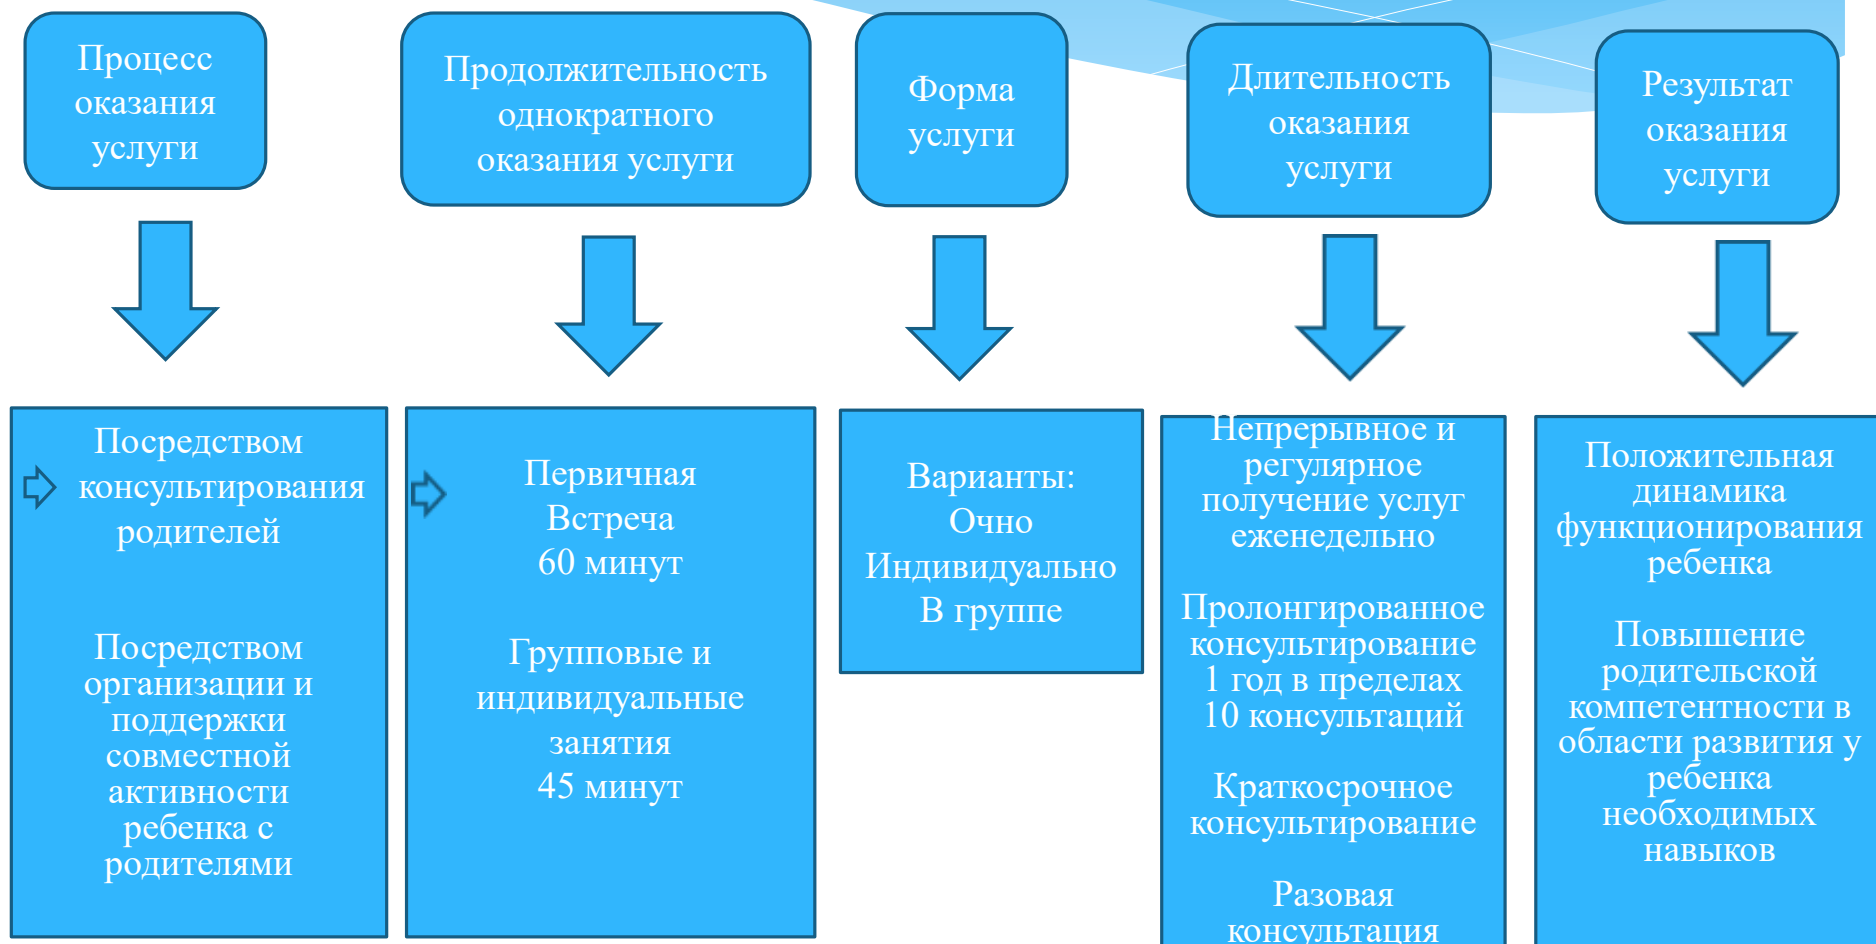 Процесс
оказания
услуги
Продолжительность
однократного
оказания услуги
Форма
услуги
Длительность
оказания
услуги
Результат
оказания
услуги
Посредством
консультирования
родителей
Посредством
организации и
поддержки
совместной
активности
ребенка с
родителями
Первичная
Встреча
60 минут
Групповые и
индивидуальные
занятия
45 минут
Варианты:
Очно
Индивидуально
В группе
Непрерывное и
регулярное
получение услуг
еженедельно
Пролонгированное
консультирование
1 год в пределах
10 консультаций
Краткосрочное
консультирование
Разовая
консультация
Положительная
динамика
функционирования
ребенка
Повышение
родительской
компетентности в
области развития у
ребенка
необходимых
навыков